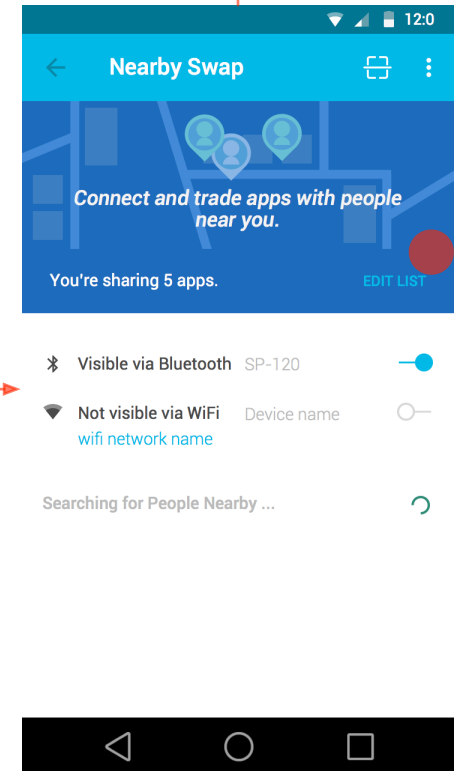 12:0
Nearby Swap
Connect and trade apps with people
near you.
You're sharing 5 apps.
EDIT LIST
Visible via Bluetooth SP-120
Not visible via WiFi Device name
wifi network name
Searching for People Nearby ...